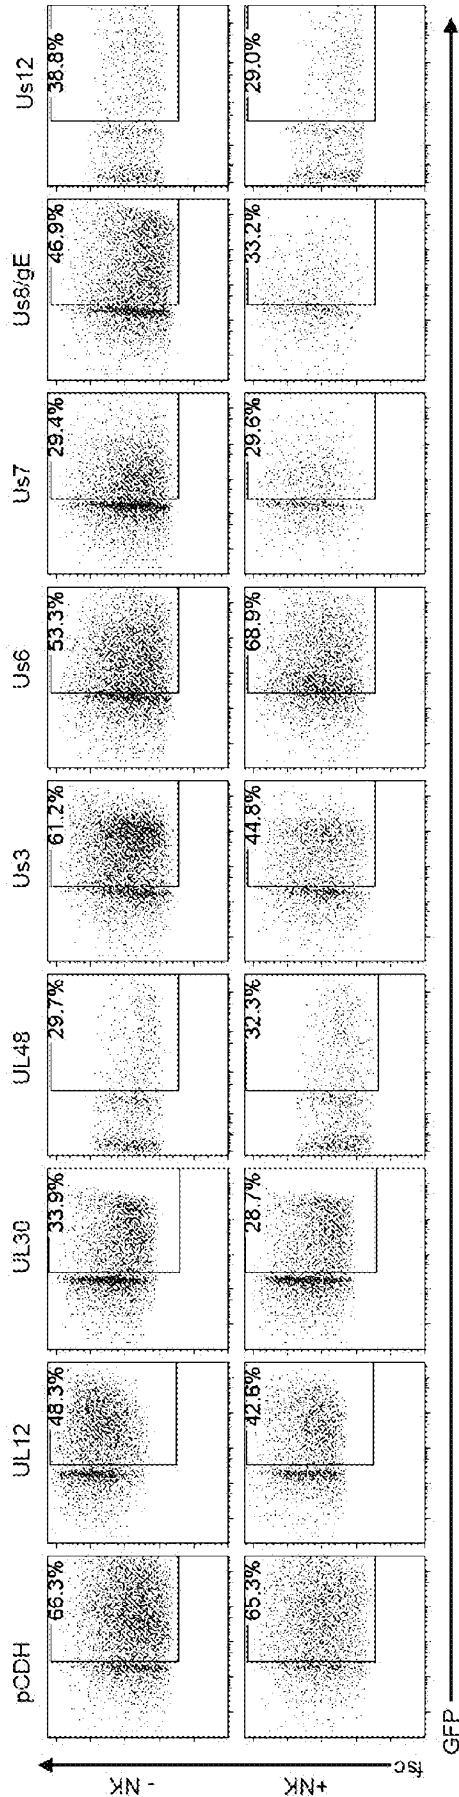 pCDH UL12 UL30 UL48 Us3 Us6 Us7 Us8/gE Us12
- NK 66.3% 48.3% 33.9% 29.7% 61.2% 53.3% 29.4% 46.9% 38.8%
+NK 65.3% 42.6% 28.7% 32.3% 44.8% 68.9% 29.6% 33.2% 29.0%
fsc
GFP